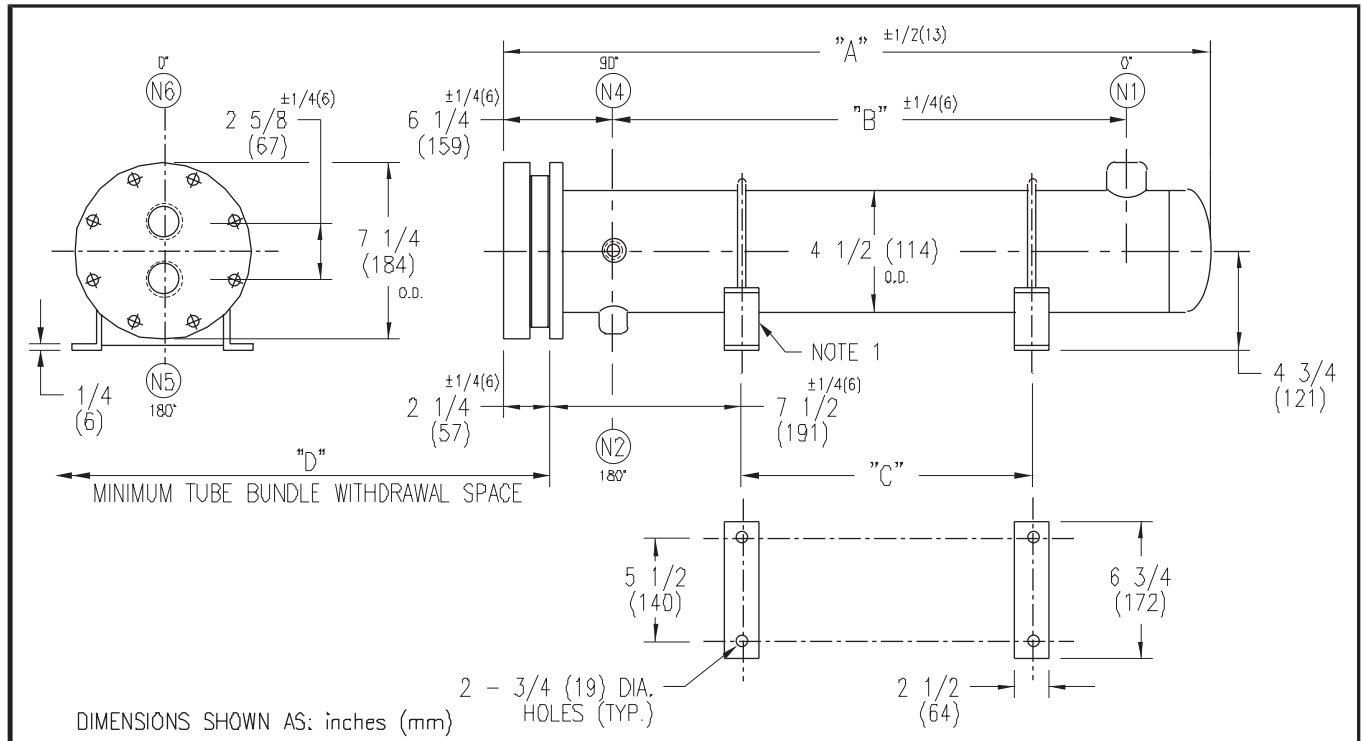 "A" ±1/2(13)
0°
N6
2 5/8
(67)
±1/4(6)
6 1/4
(159)
±1/4(6)
90°
N4
"B" ±1/4(6)
0°
N1
7 1/4
(184)
O.D.
4 1/2 (114)
O.D.
NOTE 1
1/4
(6)
N5
180°
2 1/4
(57)
±1/4(6)
7 1/2
(191)
±1/4(6)
4 3/4
(121)
N2
180°
"D"
MINIMUM TUBE BUNDLE WITHDRAWAL SPACE
"C"
5 1/2
(140)
6 3/4
(172)
2 - 3/4 (19) DIA.
HOLES (TYP.)
2 1/2
(64)
DIMENSIONS SHOWN AS: inches (mm)